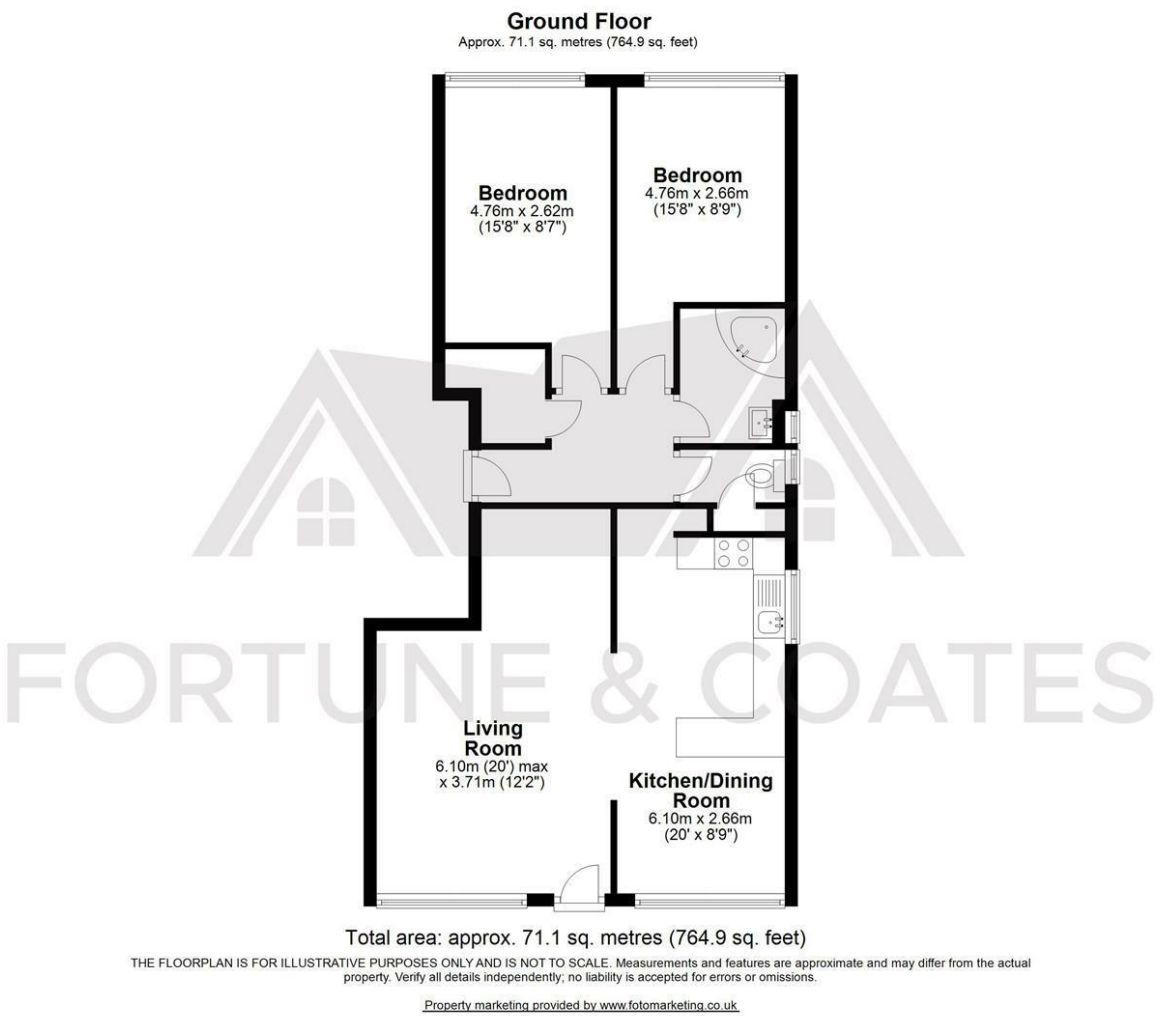 Ground Floor
Approx. 71.1 sq. metres (764.9 sq. feet)
Bedroom
4.76m x 2.62m
(15'8" x 8'7")
Bedroom
4.76m x 2.66m
(15'8" x 8'9")
FORTUNE & COATES
Living
Room
6.10m (20') max
x 3.71m (12'2")
Kitchen/Dining
Room
6.10m x 2.66m
(20' x 8'9")
Total area: approx. 71.1 sq. metres (764.9 sq. feet)
THE FLOORPLAN IS FOR ILLUSTRATIVE PURPOSES ONLY AND IS NOT TO SCALE. Measurements and features are approximate and may differ from the actual
property. Verify all details independently; no liability is accepted for errors or omissions.
Property marketing provided by www.fotomarketing.co.uk